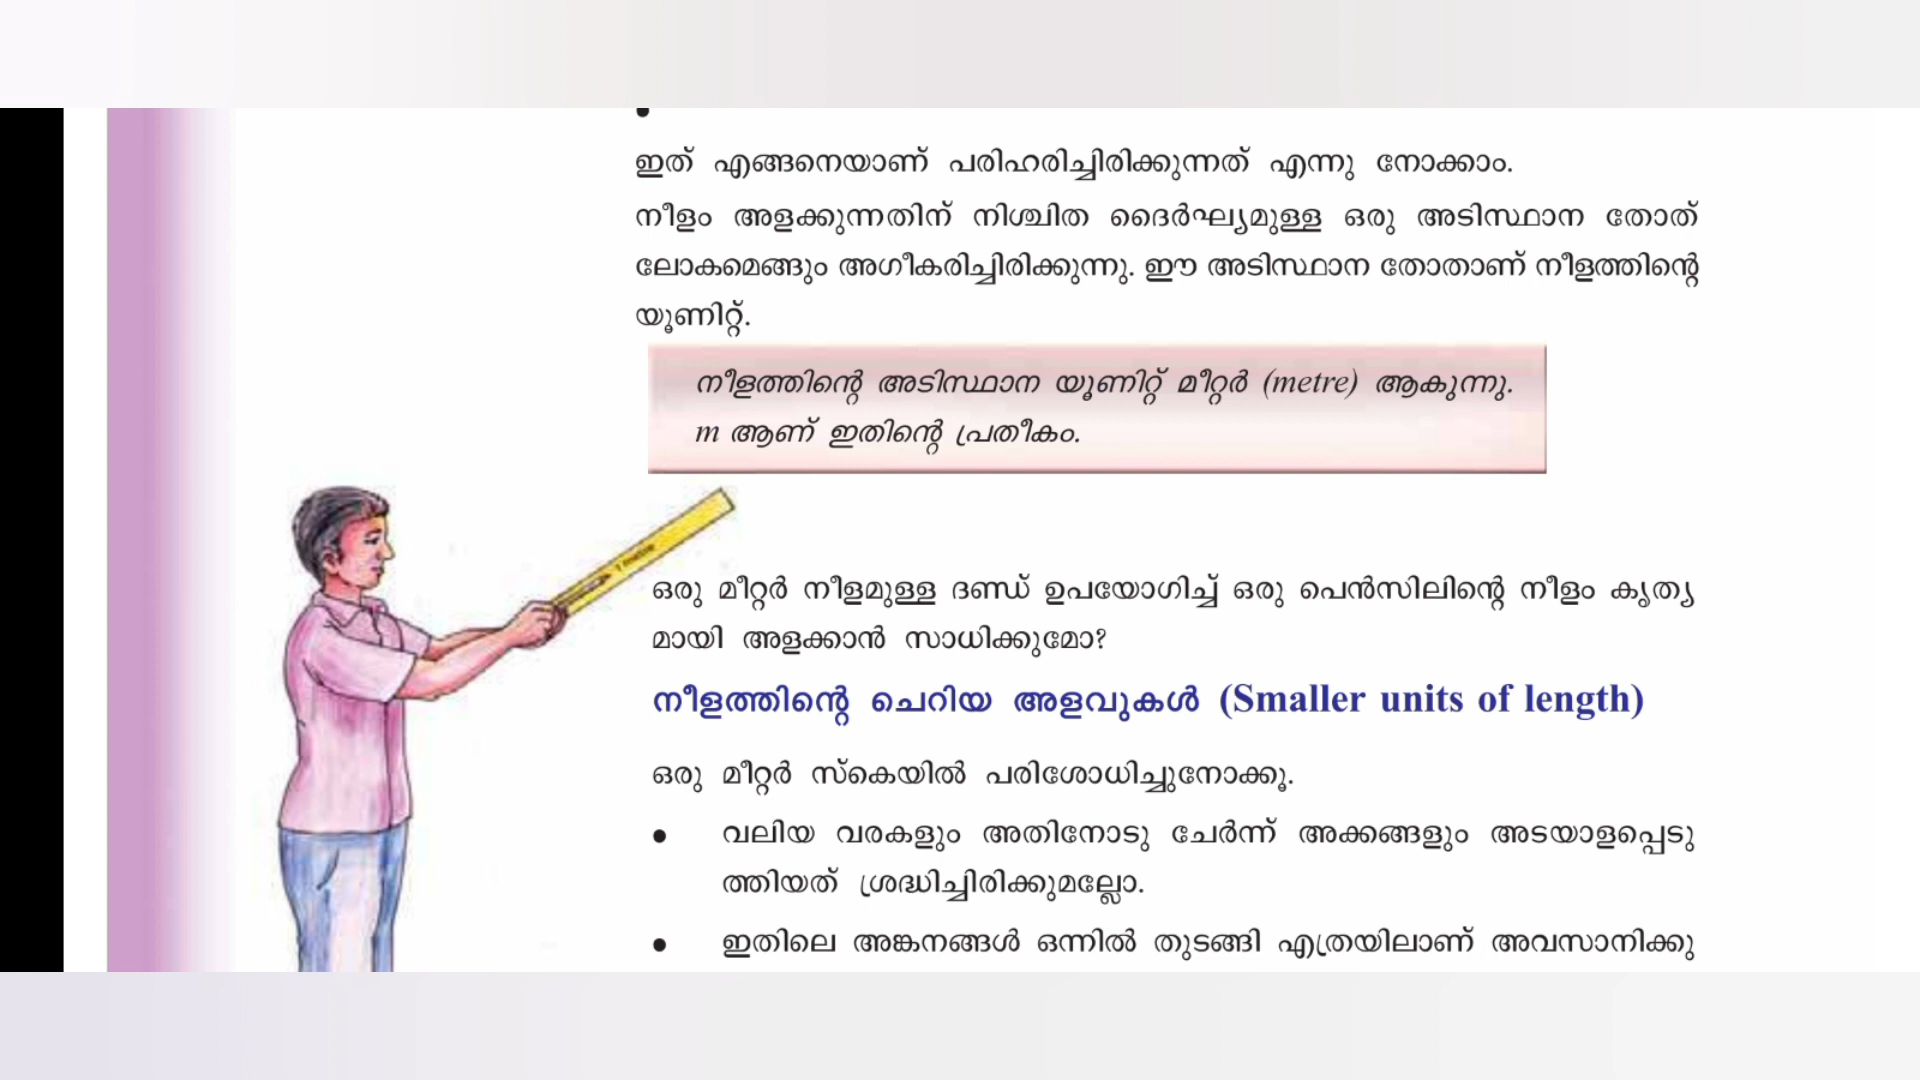 ഇത് എങ്ങനെയാണ് പരിഹരിച്ചിരിക്കുന്നത് എന്നു നോക്കാം.
നീളം അളക്കുന്നതിന് നിശ്ചിത ദൈർഘ്യമുള്ള ഒരു അടിസ്ഥാന തോത്
ലോകമെങ്ങും അഗീകരിച്ചിരിക്കുന്നു. ഈ അടിസ്ഥാന തോതാണ് നീളത്തിന്റെ
യൂണിറ്റ്.
നീളത്തിന്റെ അടിസ്ഥാന യൂണിറ്റ് മീറ്റർ (metre) ആകുന്നു.
m ആണ് ഇതിന്റെ പ്രതീകം.
1 metre
ഒരു മീറ്റർ നീളമുള്ള ദണ്ഡ് ഉപയോഗിച്ച് ഒരു പെൻസിലിന്റെ നീളം കൃത്യ
മായി അളക്കാൻ സാധിക്കുമോ?
നീളത്തിന്റെ ചെറിയ അളവുകൾ (Smaller units of length)
ഒരു മീറ്റർ സ്കെയിൽ പരിശോധിച്ചുനോക്കൂ.
• വലിയ വരകളും അതിനോടു ചേർന്ന് അക്കങ്ങളും അടയാളപ്പെടു
ത്തിയത് ശ്രദ്ധിച്ചിരിക്കുമല്ലോ.
• ഇതിലെ അങ്കനങ്ങൾ ഒന്നിൽ തുടങ്ങി എത്രയിലാണ് അവസാനിക്കു